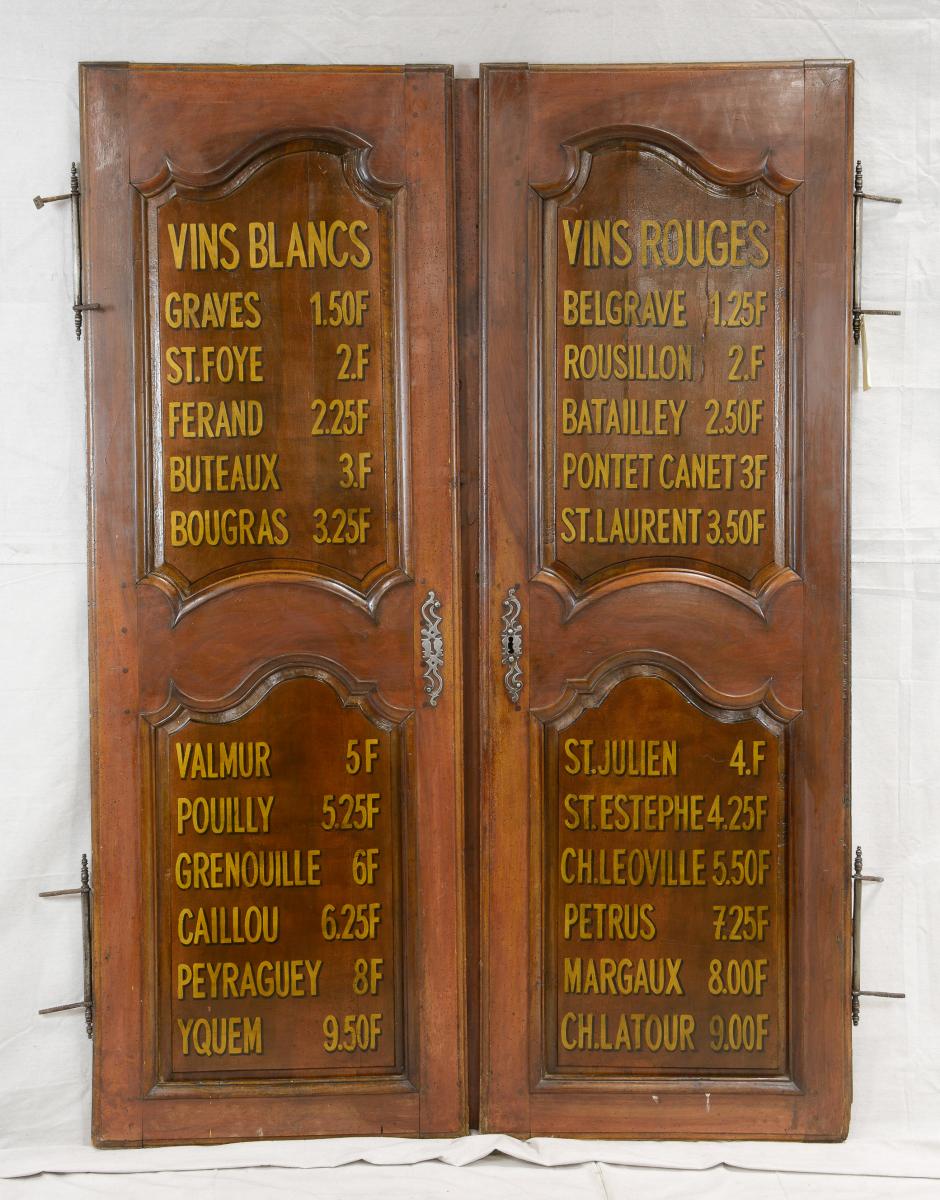 VINS BLANCS
GRAVES 1.50F
ST.FOYE 2.F
FERAND 2.25F
BUTEAUX 3.F
BOUGRAS 3.25F
VALMUR 5F
POUILLY 5.25F
GRENOUILLE 6F
CAILLOU 6.25F
PEYRAGUEY 8F
YQUEM 9.50F
VINS ROUGES
BELGRAVE 1.25F
ROUSILLON 2.F
BATAILLEY 2.50F
PONTET CANET 3F
ST.LAURENT 3.50F
ST.JULIEN 4.F
ST.ESTEPHE 4.25F
CH.LEOVILLE 5.50F
PETRUS 7.25F
MARGAUX 8.00F
CH.LATOUR 9.00F